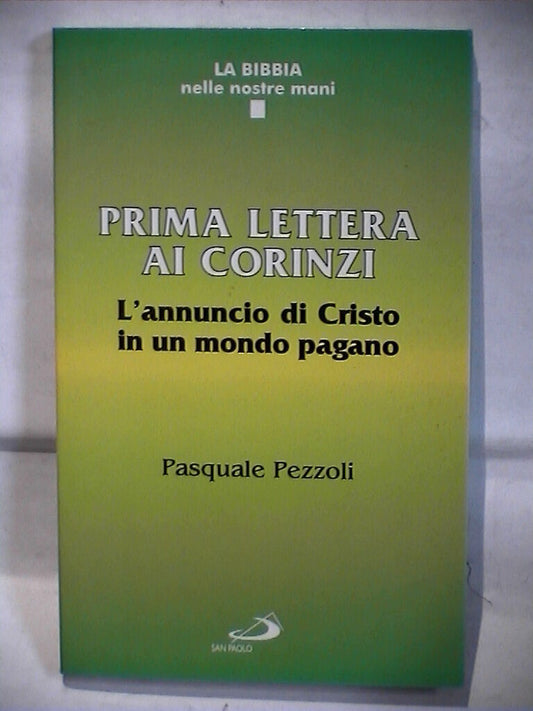 LA BIBBIA
nelle nostre mani
PRIMA LETTERA
AI CORINZI
L'annuncio di Cristo
in un mondo pagano
Pasquale Pezzoli
SAN PAOLO